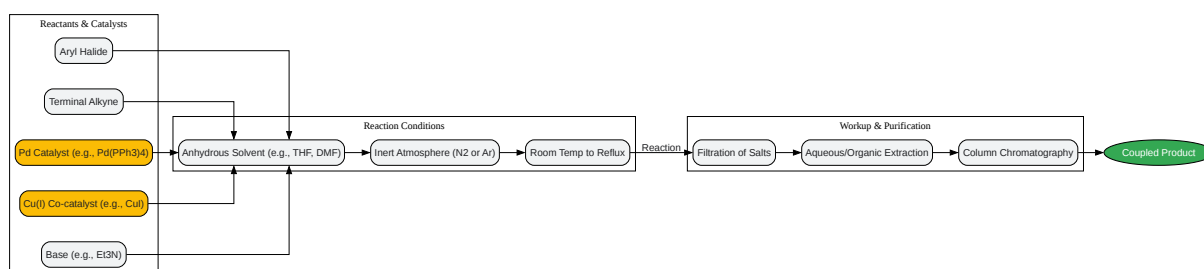 Reactants & Catalysts
Aryl Halide
Terminal Alkyne
Pd Catalyst (e.g., Pd(PPh3)4)
Cu(I) Co-catalyst (e.g., CuI)
Base (e.g., Et3N)
Reaction Conditions
Anhydrous Solvent (e.g., THF, DMF)
Inert Atmosphere (N2 or Ar)
Room Temp to Reflux
Reaction
Workup & Purification
Filtration of Salts
Aqueous/Organic Extraction
Column Chromatography
Coupled Product